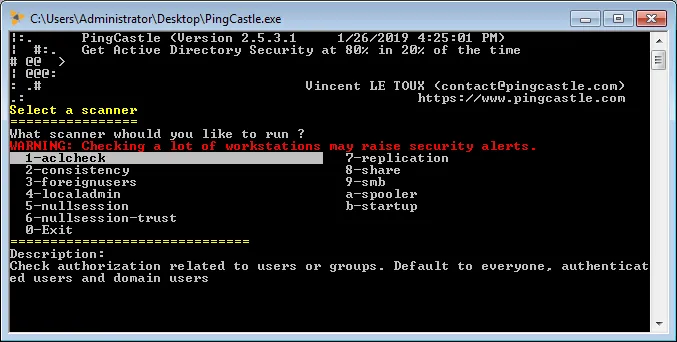 C:\Users\Administrator\Desktop\PingCastle.exe
|:.      PingCastle (Version 2.5.3.1     1/26/2019 4:25:01 PM)
|  #:.   Get Active Directory Security at 80% in 20% of the time
# @@  >
| @@@:
: .#                                 Vincent LE TOUX (contact@pingcastle.com)
.:                                                 https://www.pingcastle.com
Select a scanner
================
What scanner whould you like to run ?
WARNING: Checking a lot of workstations may raise security alerts.
1-aclcheck                              7-replication
2-consistency                           8-share
3-foreignusers                          9-smb
4-localadmin                            a-spooler
5-nullsession                           b-startup
6-nullsession-trust
0-Exit
==============================
Description:
Check authorization related to users or groups. Default to everyone, authenticat
ed users and domain users